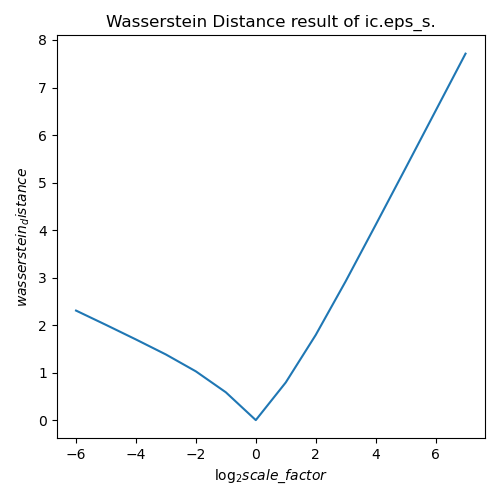 Wasserstein Distance result of ic.eps_s.
8
7
6
5
4
3
2
1
0
wasserstein_distance
−6 −4 −2 0 2 4 6
log₂scale_factor